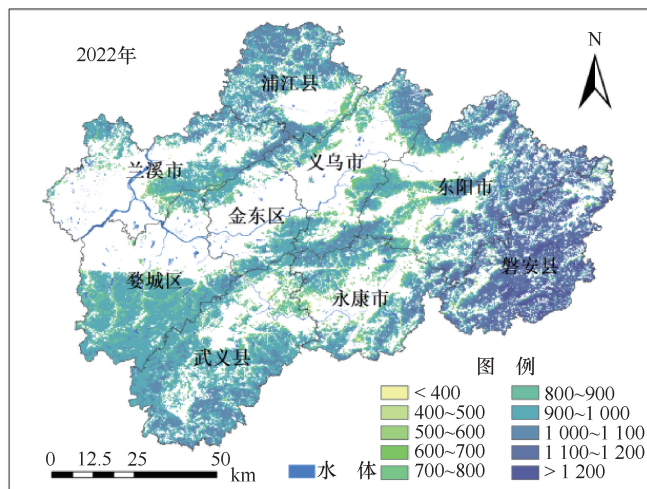 2022年
N
浦江县
兰溪市
义乌市
东阳市
金东区
磐安县
婺城区
永康市
武义县
图 例
< 400
400~500
500~600
600~700
700~800
800~900
900~1 000
1 000~1 100
1 100~1 200
> 1 200
0 12.5 25 50
km
水 体